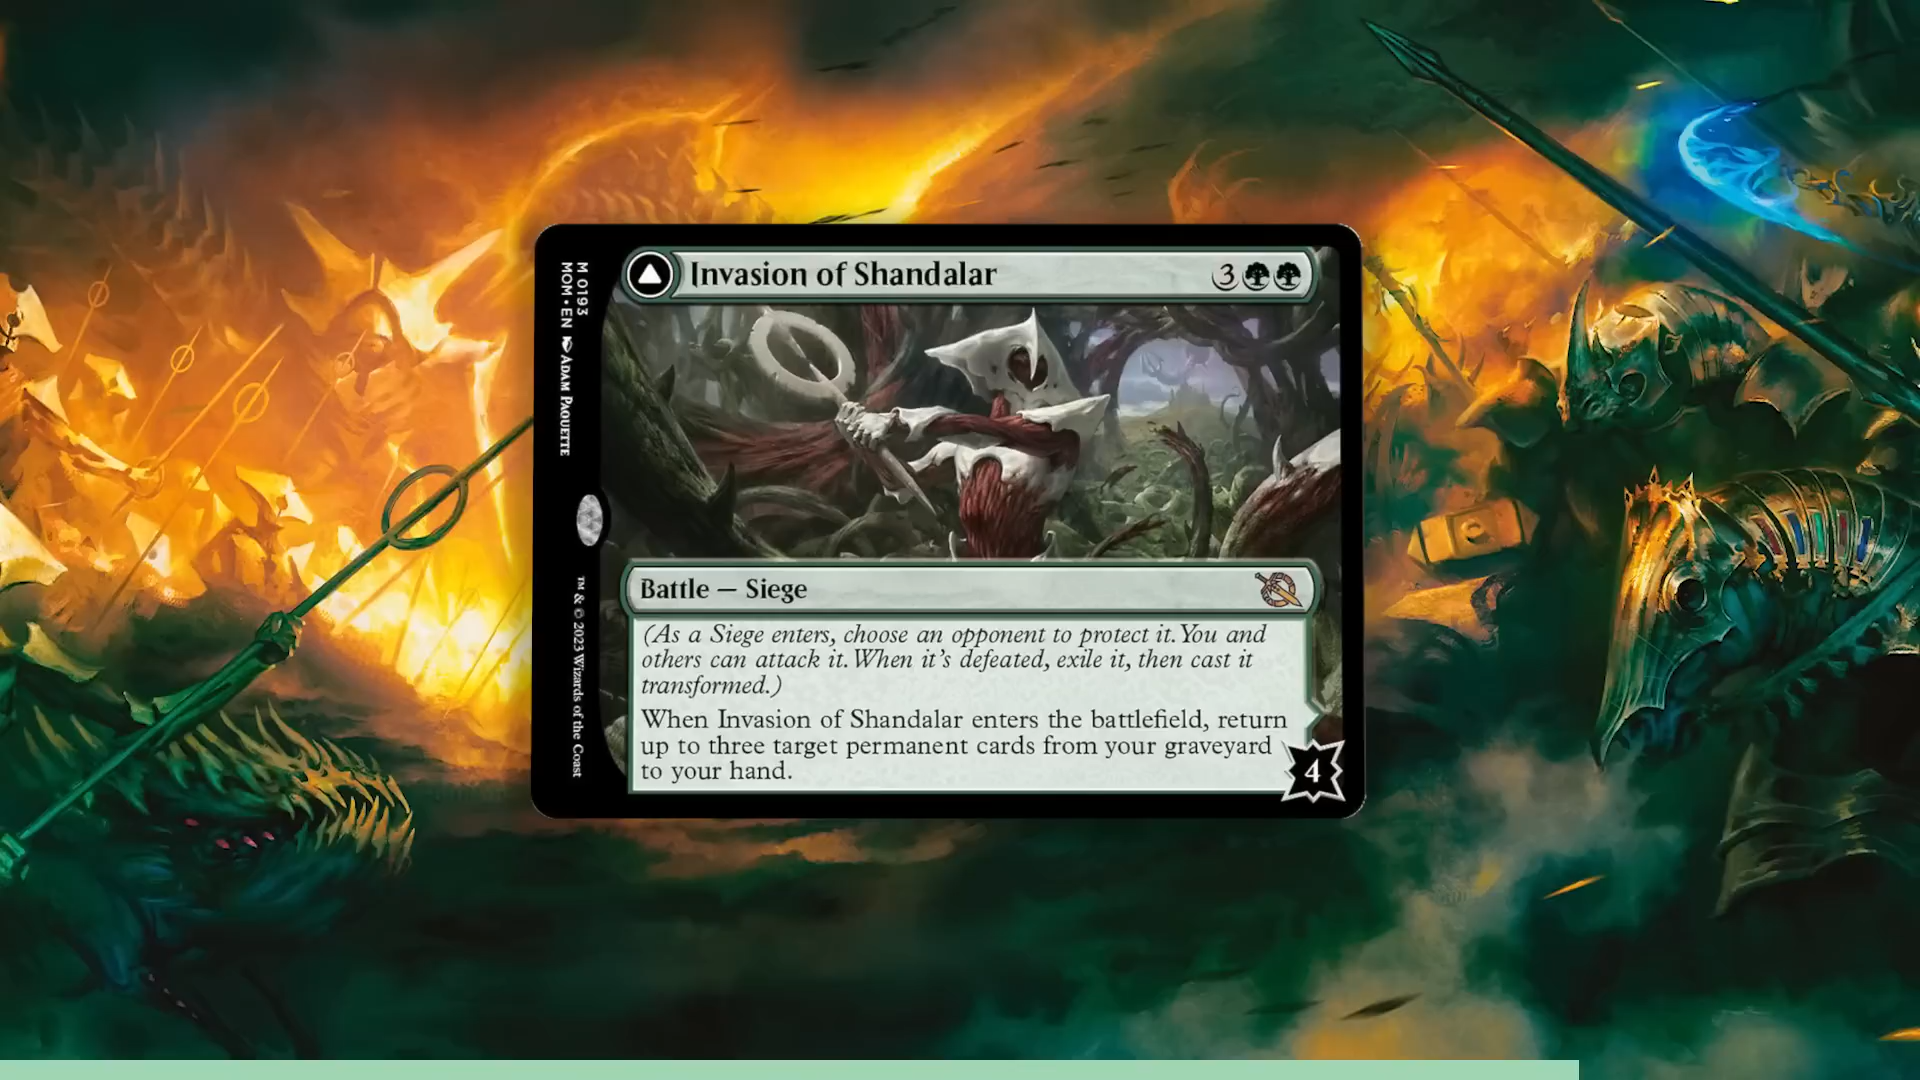 Invasion of Shandalar
3
Battle — Siege
(As a Siege enters, choose an opponent to protect it. You and
others can attack it. When it's defeated, exile it, then cast it
transformed.)
When Invasion of Shandalar enters the battlefield, return
up to three target permanent cards from your graveyard
to your hand.
4
M 0193
MOM • EN ADAM PAQUETTE
™ & © 2023 Wizards of the Coast